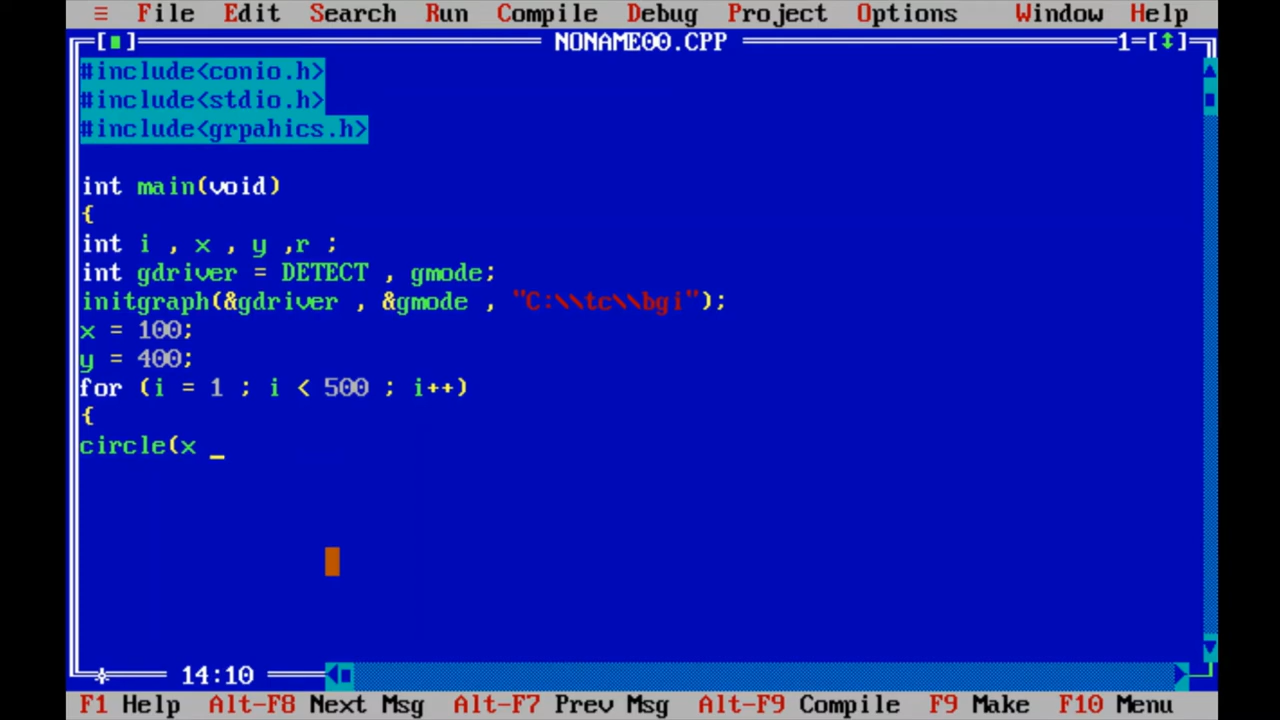 ≡ File Edit Search Run Compile Debug Project Options Window Help
[■] NONAME00.CPP 1=[↕]
#include<conio.h>
#include<stdio.h>
#include<grpahics.h>
int main(void)
{
int i , x , y ,r ;
int gdriver = DETECT , gmode;
initgraph(&gdriver , &gmode , "C:\\tc\\bgi");
x = 100;
y = 400;
for (i = 1 ; i < 500 ; i++)
{
circle(x _
14:10
F1 Help Alt-F8 Next Msg Alt-F7 Prev Msg Alt-F9 Compile F9 Make F10 Menu